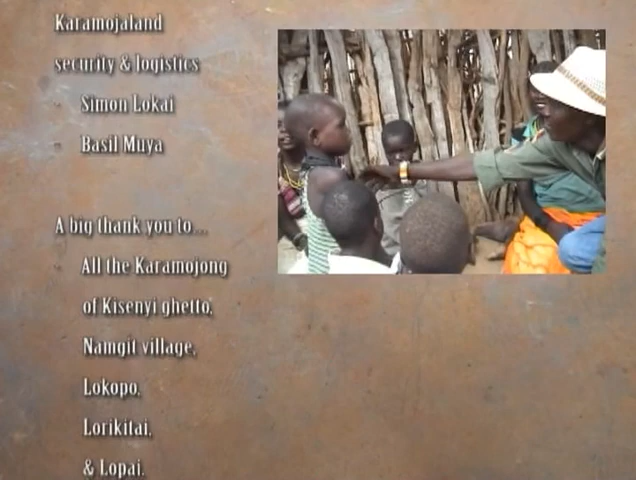 Karamojaland
security & logistics
- Simon Lokai
- Basil Muya
A big thank you to...
- All the Karamojong
of Kisenyi ghetto,
Namgit village,
Lokopo,
Lorikitai,
& Lopai.